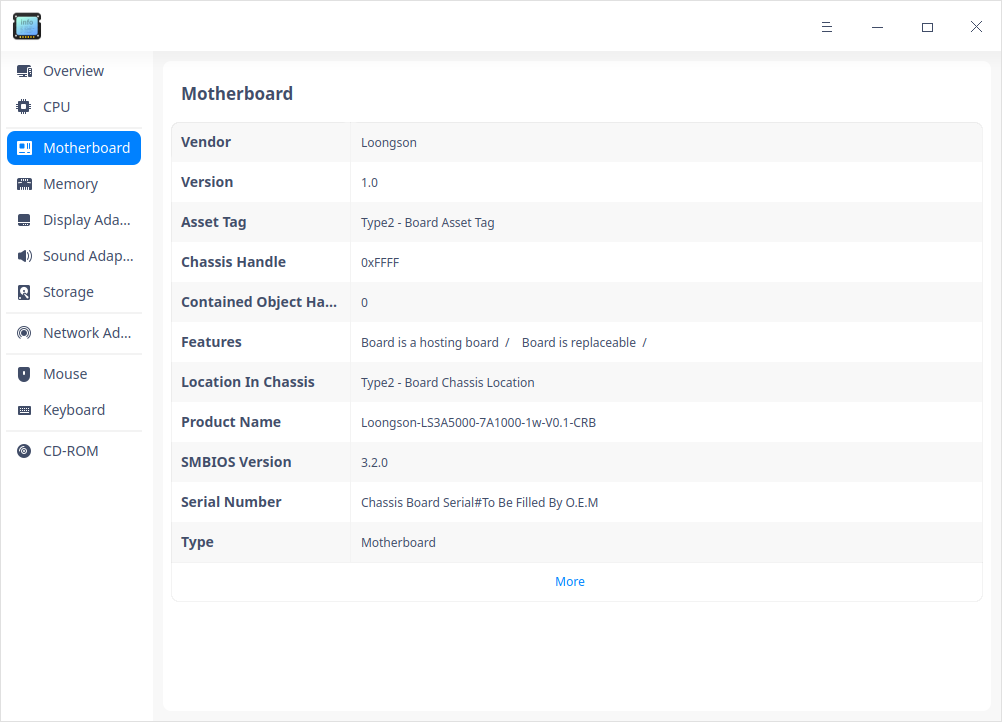 info
Overview
CPU
Motherboard
Memory
Display Ada...
Sound Adap...
Storage
Network Ad...
Mouse
Keyboard
CD-ROM
Motherboard
Vendor Loongson
Version 1.0
Asset Tag Type2 - Board Asset Tag
Chassis Handle 0xFFFF
Contained Object Ha... 0
Features Board is a hosting board / Board is replaceable /
Location In Chassis Type2 - Board Chassis Location
Product Name Loongson-LS3A5000-7A1000-1w-V0.1-CRB
SMBIOS Version 3.2.0
Serial Number Chassis Board Serial#To Be Filled By O.E.M
Type Motherboard
More